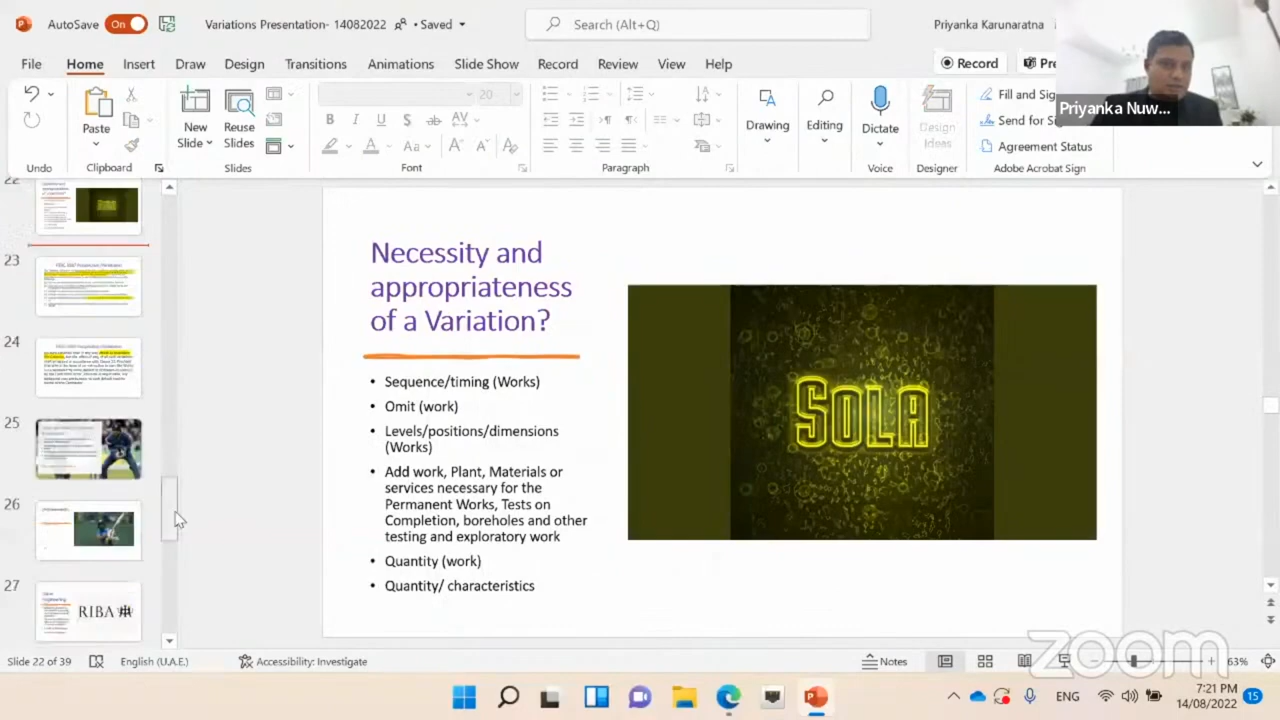 AutoSave On Variations Presentation- 14082022 • Saved Search (Alt+Q) Priyanka Karunaratna
File Home Insert Draw Design Transitions Animations Slide Show Record Review View Help Record Pre
Priyanka Nuw...
20
Paste New Slide Reuse Slides B I U Aa A A Drawing Editing Dictate Design Ideas
Fill and Sig
Send for Si
Agreement Status
Undo Clipboard Slides Font Paragraph Voice Designer Adobe Acrobat Sign
22
23
24
25
26
27
RIBA
Necessity and
appropriateness
of a Variation?
• Sequence/timing (Works)
• Omit (work)
• Levels/positions/dimensions
(Works)
• Add work, Plant, Materials or
services necessary for the
Permanent Works, Tests on
Completion, boreholes and other
testing and exploratory work
• Quantity (work)
• Quantity/ characteristics
SOLA
zoom
Slide 22 of 39 English (U.A.E.) Accessibility: Investigate Notes 63%
ENG 7:21 PM 15
14/08/2022